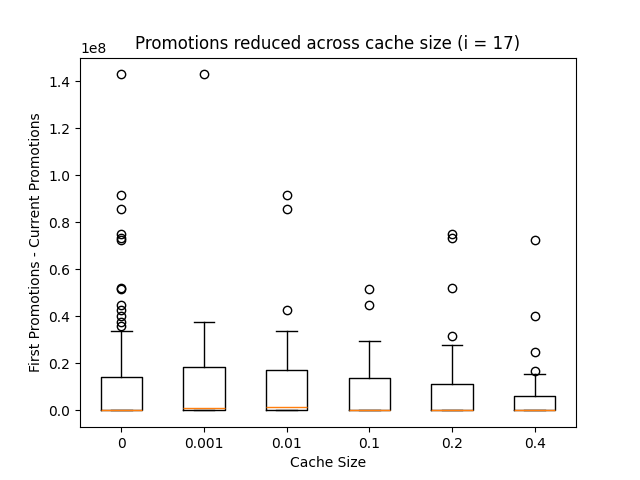 Promotions reduced across cache size (i = 17)
1e8
1.4
1.2
1.0
0.8
0.6
0.4
0.2
0.0
First Promotions - Current Promotions
0 0.001 0.01 0.1 0.2 0.4
Cache Size